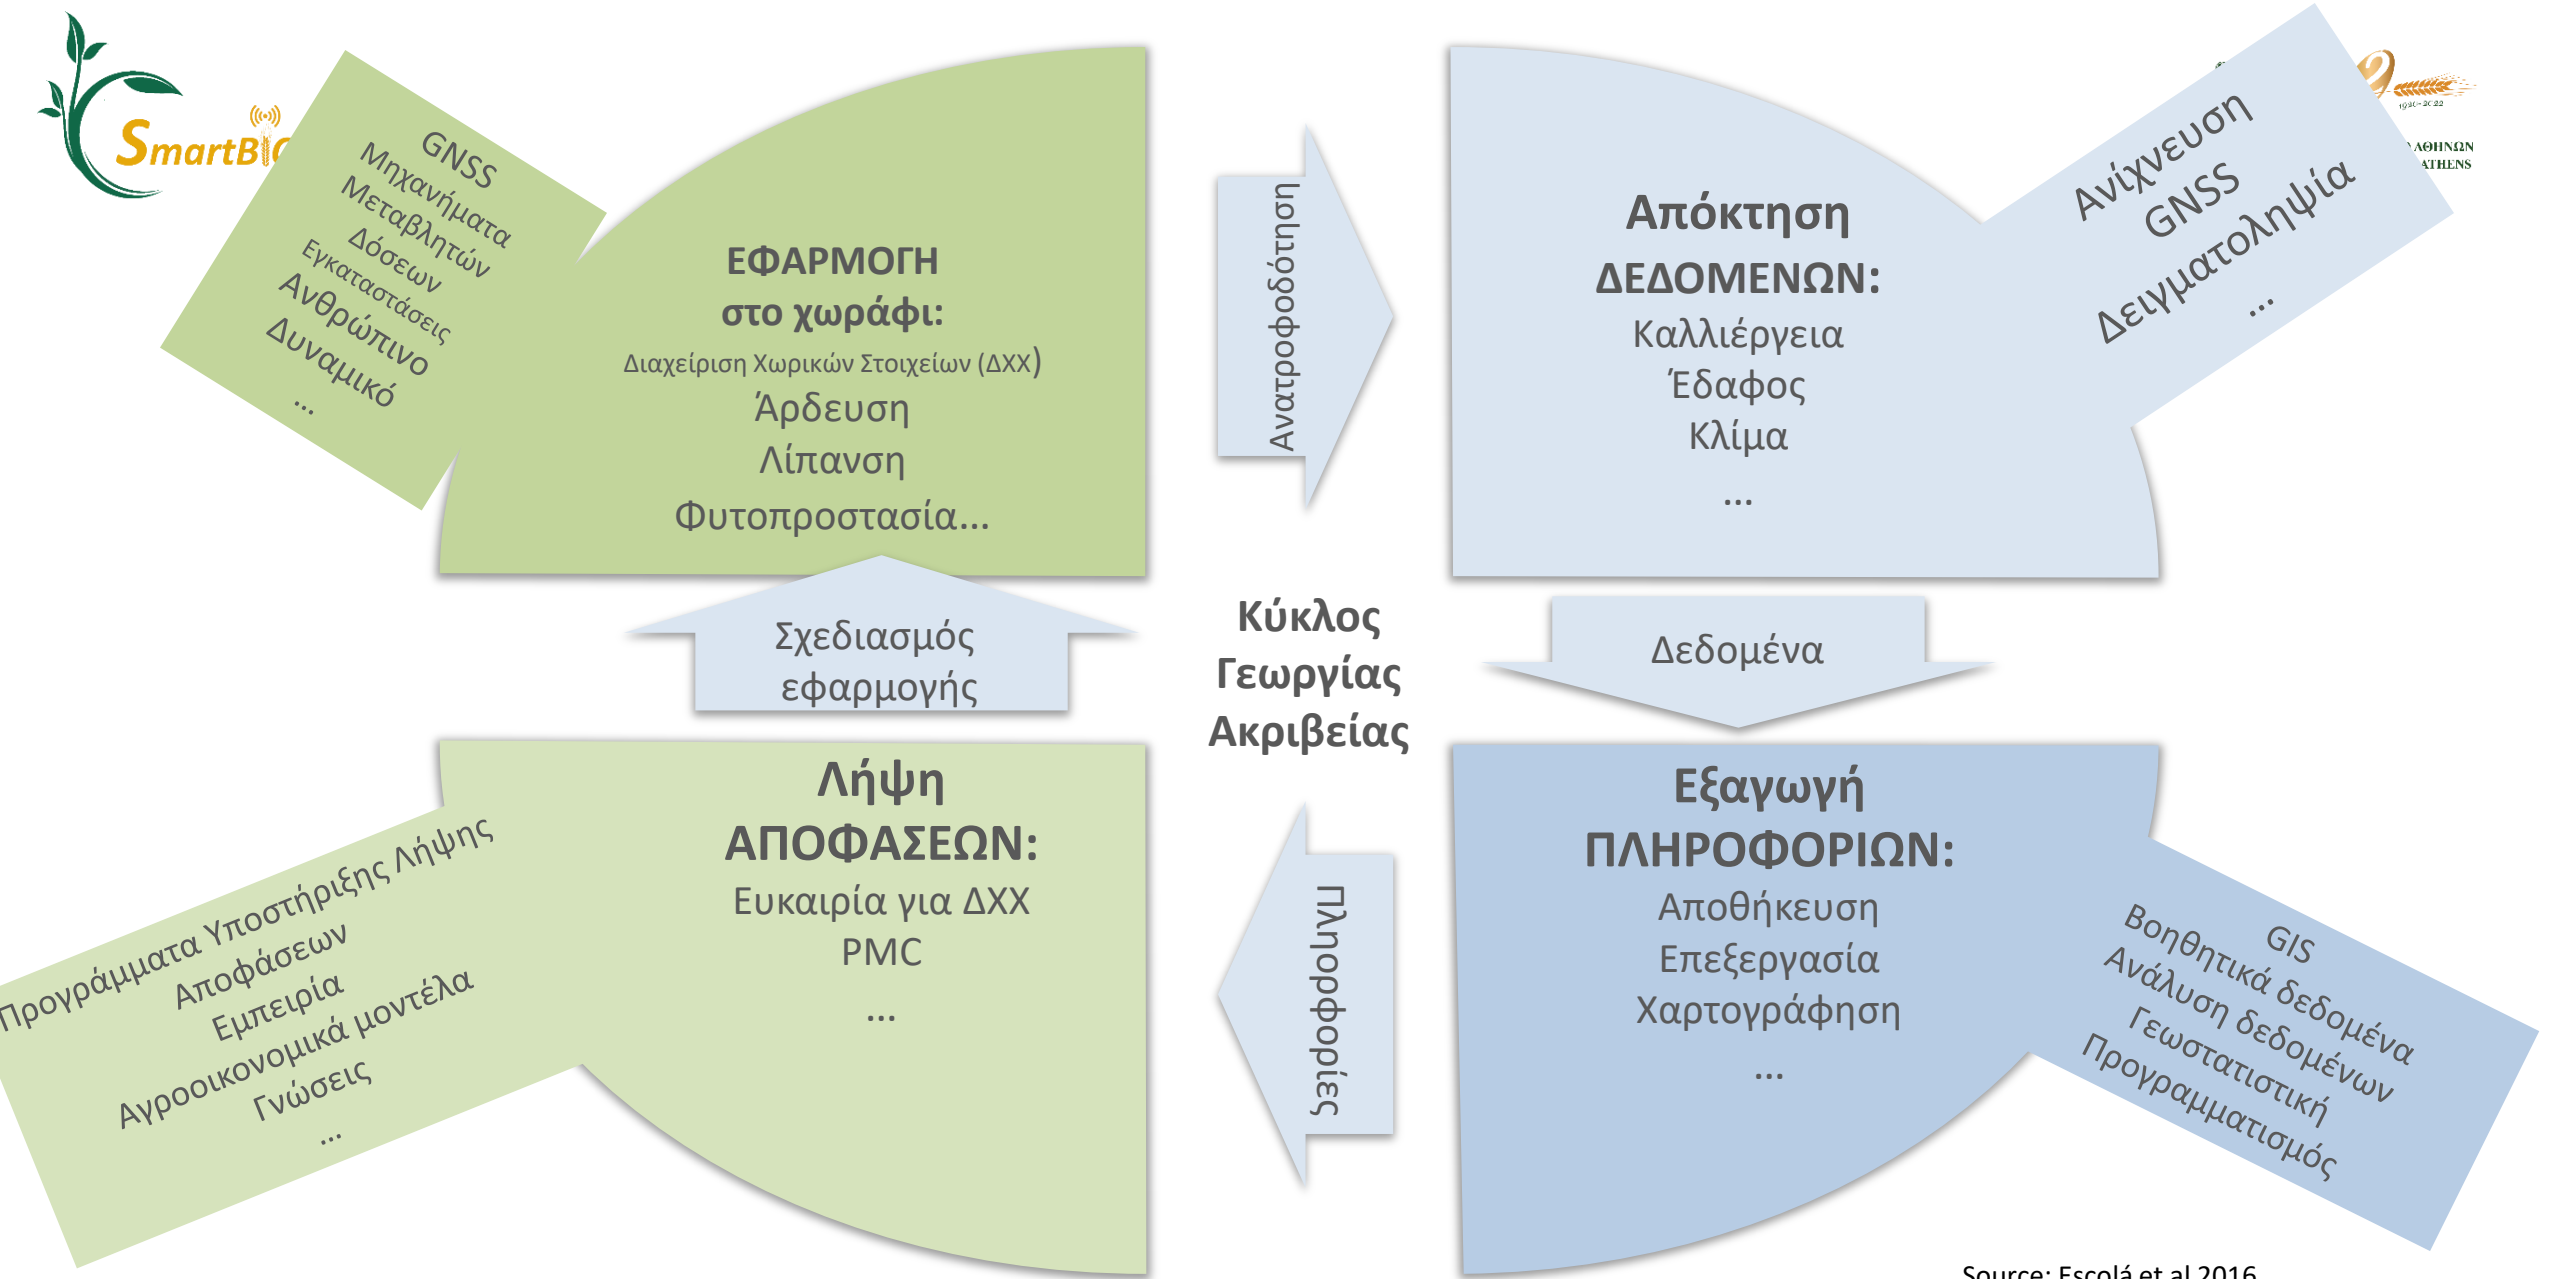 SmartBIO
GNSS
Μηχανήματα
Μεταβλητών
Δόσεων
Εγκαταστάσεις
Ανθρώπινο
Δυναμικό
...
ΕΦΑΡΜΟΓΗ
στο χωράφι:
Διαχείριση Χωρικών Στοιχείων (ΔΧΧ)
Άρδευση
Λίπανση
Φυτοπροστασία...
Ανατροφοδότηση
Απόκτηση
ΔΕΔΟΜΕΝΩΝ:
Καλλιέργεια
Έδαφος
Κλίμα
...
Ανίχνευση
GNSS
Δειγματοληψία
...
1920-2022
ΑΘΗΝΩΝ
ATHENS
Σχεδιασμός
εφαρμογής
Κύκλος
Γεωργίας
Ακριβείας
Δεδομένα
Λήψη
ΑΠΟΦΑΣΕΩΝ:
Ευκαιρία για ΔΧΧ
PMC
...
Προγράμματα Υποστήριξης Λήψης
Αποφάσεων
Εμπειρία
Αγροοικονομικά μοντέλα
Γνώσεις
...
Πληορφορίες
Εξαγωγή
ΠΛΗΡΟΦΟΡΙΩΝ:
Αποθήκευση
Επεξεργασία
Χαρτογράφηση
...
GIS
Βοηθητικά δεδομένα
Ανάλυση δεδομένων
Γεωστατιστική
Προγραμματισμός
Source: Escolá et al 2016